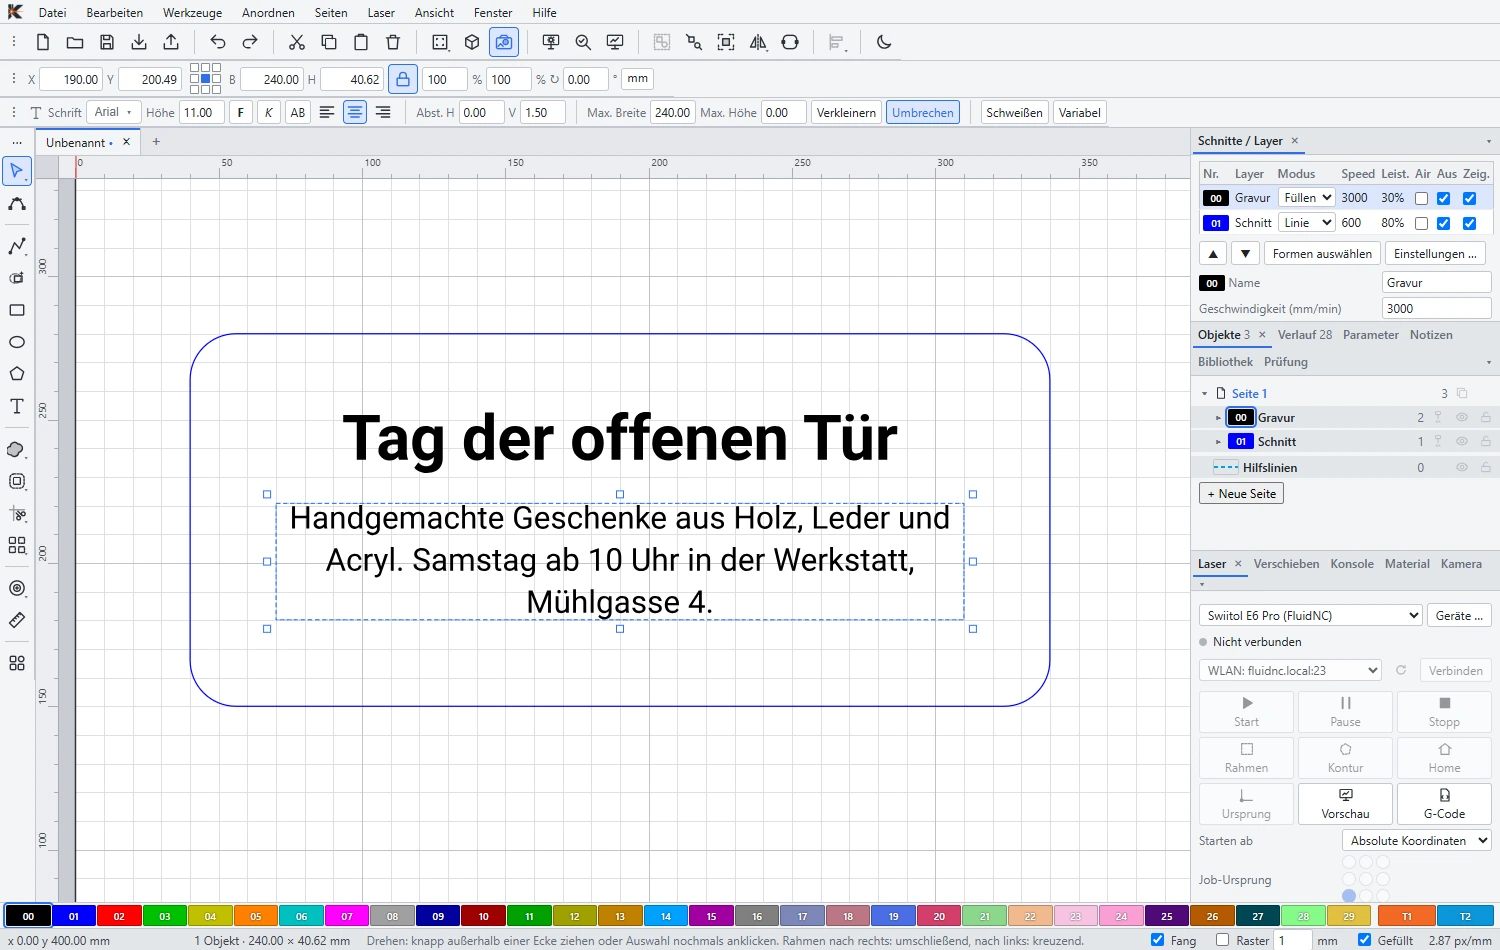 Datei Bearbeiten Werkzeuge Anordnen Seiten Laser Ansicht Fenster Hilfe
X 190.00 Y 200.49 B 240.00 H 40.62 100 % 100 % 0.00 ° mm
Schrift Arial Höhe 11.00 F K AB Abst. H 0.00 V 1.50 Max. Breite 240.00 Max. Höhe 0.00 Verkleinern Umbrechen Schweißen Variabel
Unbenannt • × +
0 50 100 150 200 250 300 350
300
250
200
150
100
Tag der offenen Tür
Handgemachte Geschenke aus Holz, Leder und
Acryl. Samstag ab 10 Uhr in der Werkstatt,
Mühlgasse 4.
Schnitte / Layer ×
Nr. Layer Modus Speed Leist. Air Aus Zeig.
00 Gravur Füllen 3000 30%
01 Schnitt Linie 600 80%
▲ ▼ Formen auswählen Einstellungen ...
00 Name Gravur
Geschwindigkeit (mm/min) 3000
Objekte 3 × Verlauf 28 Parameter Notizen
Bibliothek Prüfung
Seite 1 3
00 Gravur 2
01 Schnitt 1
Hilfslinien 0
+ Neue Seite
Laser × Verschieben Konsole Material Kamera
Swiitol E6 Pro (FluidNC) Geräte ...
Nicht verbunden
WLAN: fluidnc.local:23 Verbinden
Start Pause Stopp
Rahmen Kontur Home
Ursprung Vorschau G-Code
Starten ab Absolute Koordinaten
Job-Ursprung
00 01 02 03 04 05 06 07 08 09 10 11 12 13 14 15 16 17 18 19 20 21 22 23 24 25 26 27 28 29 T1 T2
x 0.00 y 400.00 mm 1 Objekt · 240.00 × 40.62 mm Drehen: knapp außerhalb einer Ecke ziehen oder Auswahl nochmals anklicken. Rahmen nach rechts: umschließend, nach links: kreuzend. Fang Raster 1 mm Gefüllt 2.87 px/mm